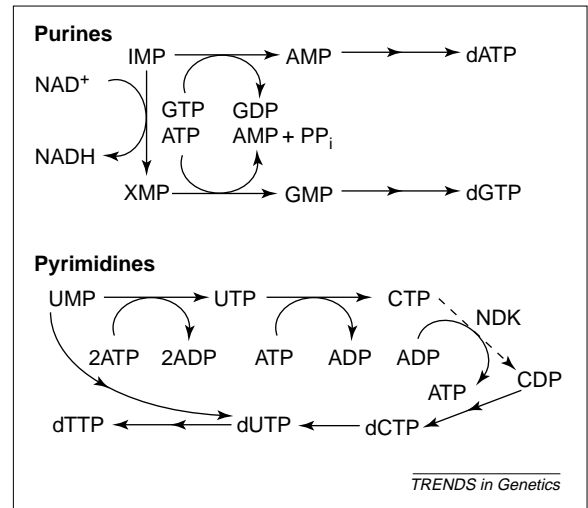 Purines
IMP AMP dATP
NAD+
GTP GDP
ATP AMP + PPi
NADH
XMP GMP dGTP
Pyrimidines
UMP UTP CTP
NDK
2ATP 2ADP ATP ADP ADP
CDP
ATP
dTTP dUTP dCTP
TRENDS in Genetics